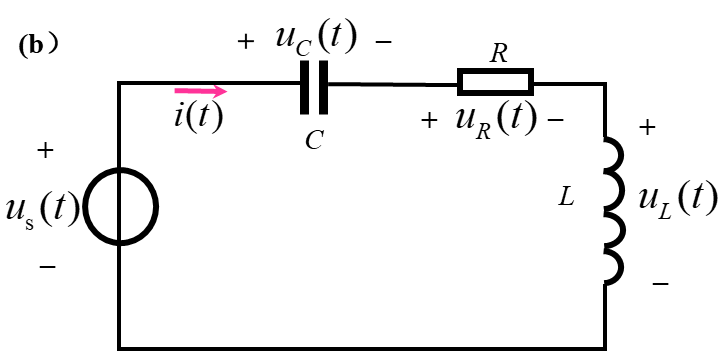 (b）
+ u_C(t) −
R
i(t)
C
+ u_R(t) −
+
+
u_s(t)
L
u_L(t)
−
−